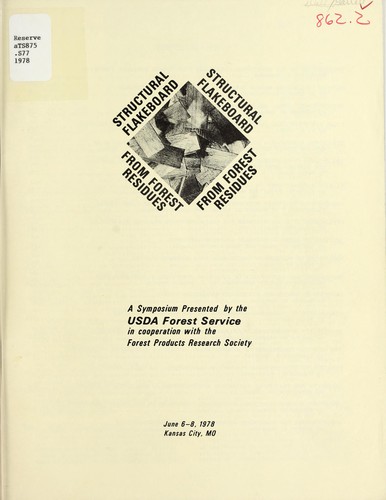 Reserve
aTS875
.S77
1978
862.2
STRUCTURAL
FLAKEBOARD
STRUCTURAL
FLAKEBOARD
FROM FOREST
RESIDUES
FROM FOREST
RESIDUES
A Symposium Presented by the
USDA Forest Service
in cooperation with the
Forest Products Research Society
June 6-8, 1978
Kansas City, MO